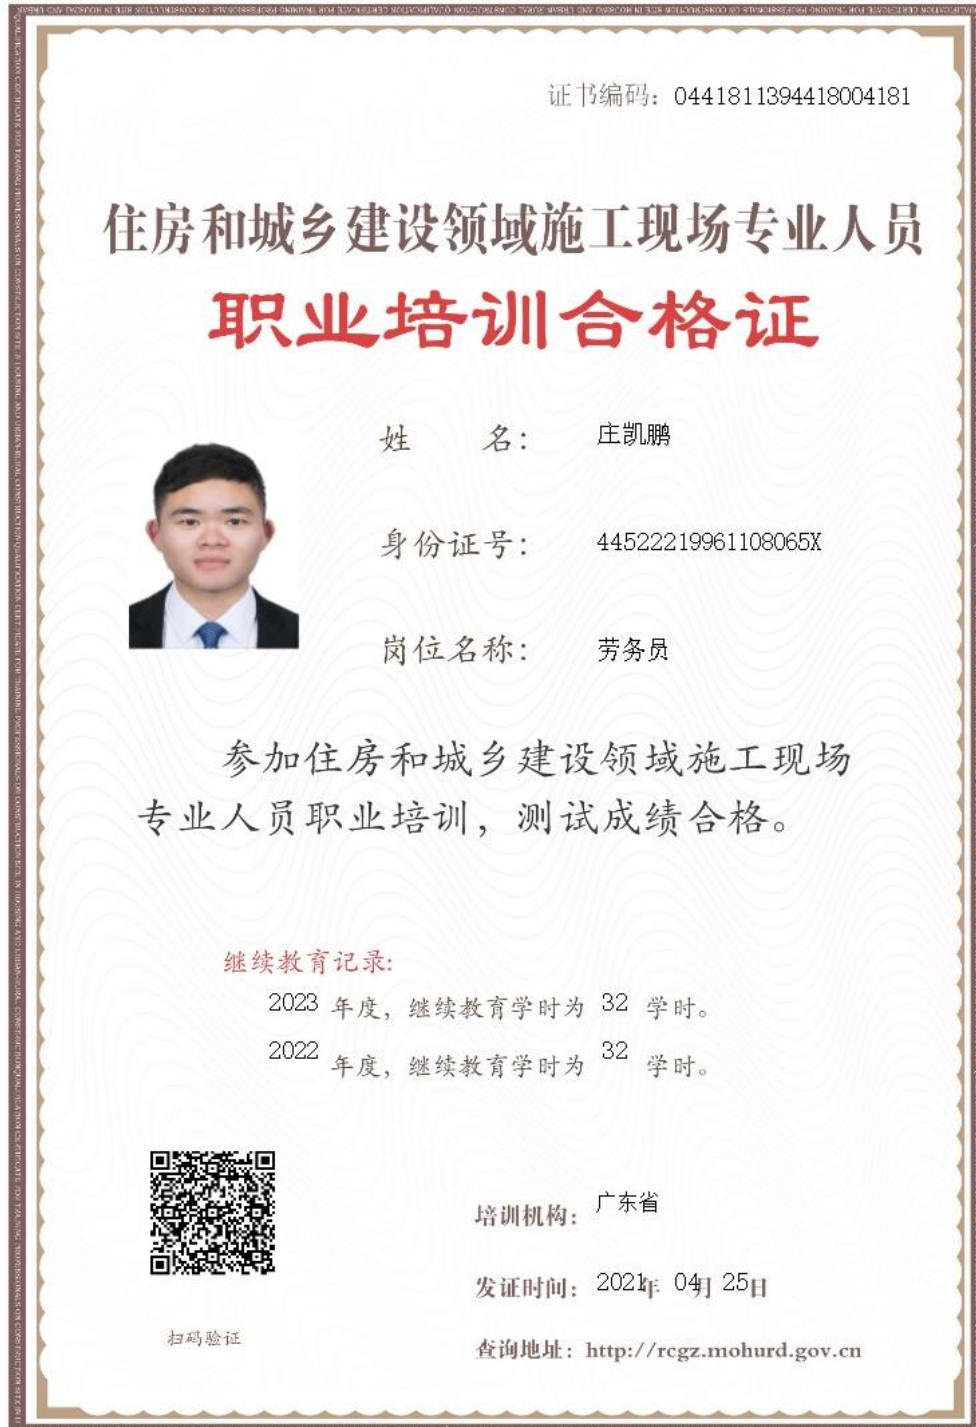 证书编码：0441811394418004181
住房和城乡建设领域施工现场专业人员
职业培训合格证
姓 名： 庄凯鹏
身份证号： 44522219961108065X
岗位名称： 劳务员
参加住房和城乡建设领域施工现场
专业人员职业培训，测试成绩合格。
继续教育记录:
2023 年度，继续教育学时为 32 学时。
2022 年度，继续教育学时为 32 学时。
培训机构： 广东省
发证时间： 2021年 04月 25日
扫码验证
查询地址：http://rcgz.mohurd.gov.cn